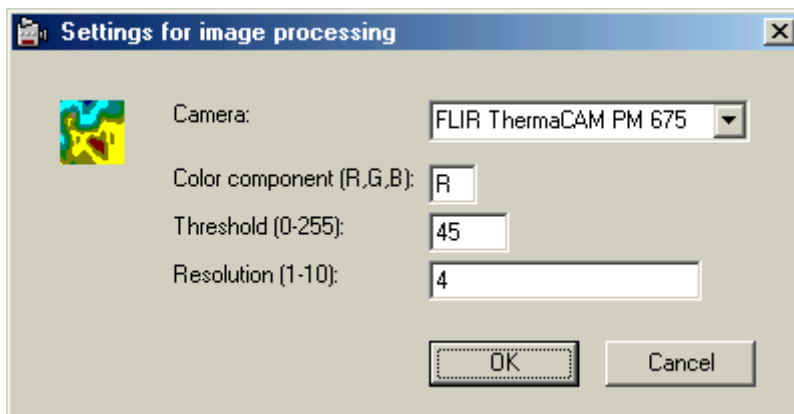 Settings for image processing
Camera: FLIR ThermaCAM PM 675
Color component (R,G,B): R
Threshold (0-255): 45
Resolution (1-10): 4
OK Cancel